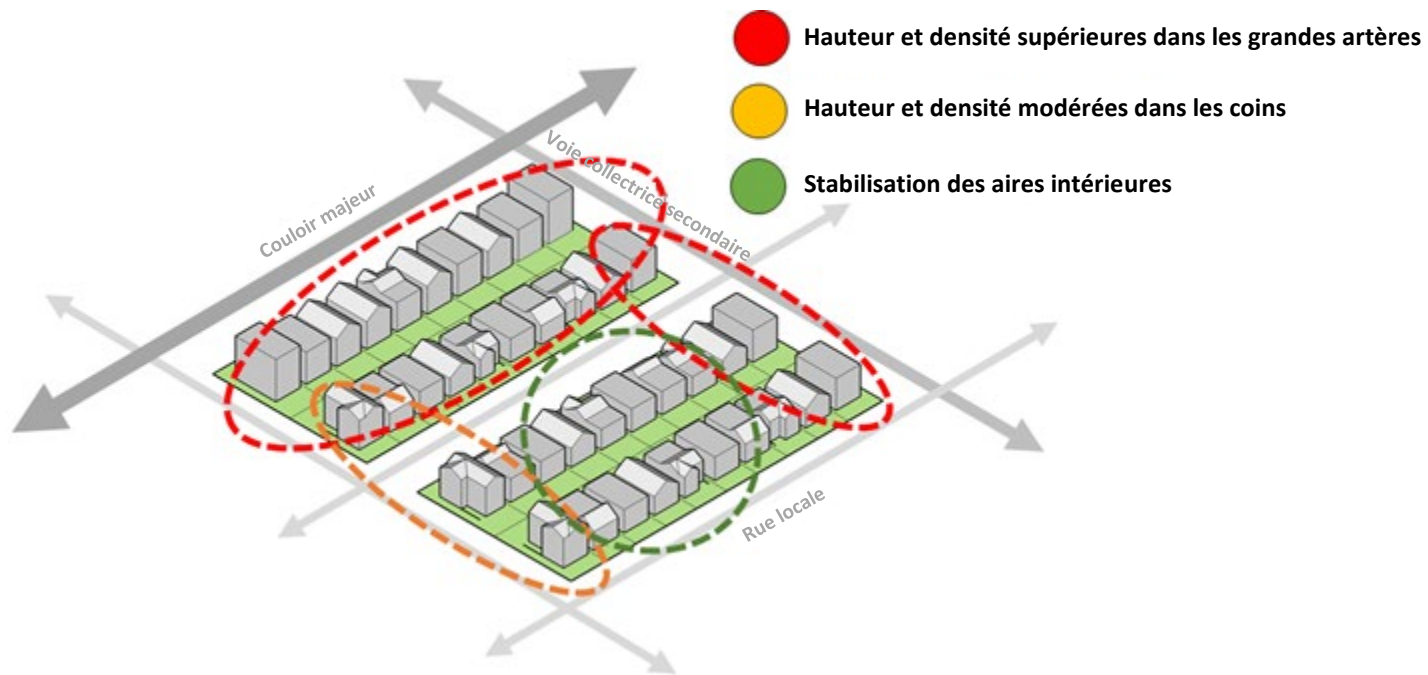 Hauteur et densité supérieures dans les grandes artères
Hauteur et densité modérées dans les coins
Stabilisation des aires intérieures
Couloir majeur
Voie collectrice secondaire
Rue locale